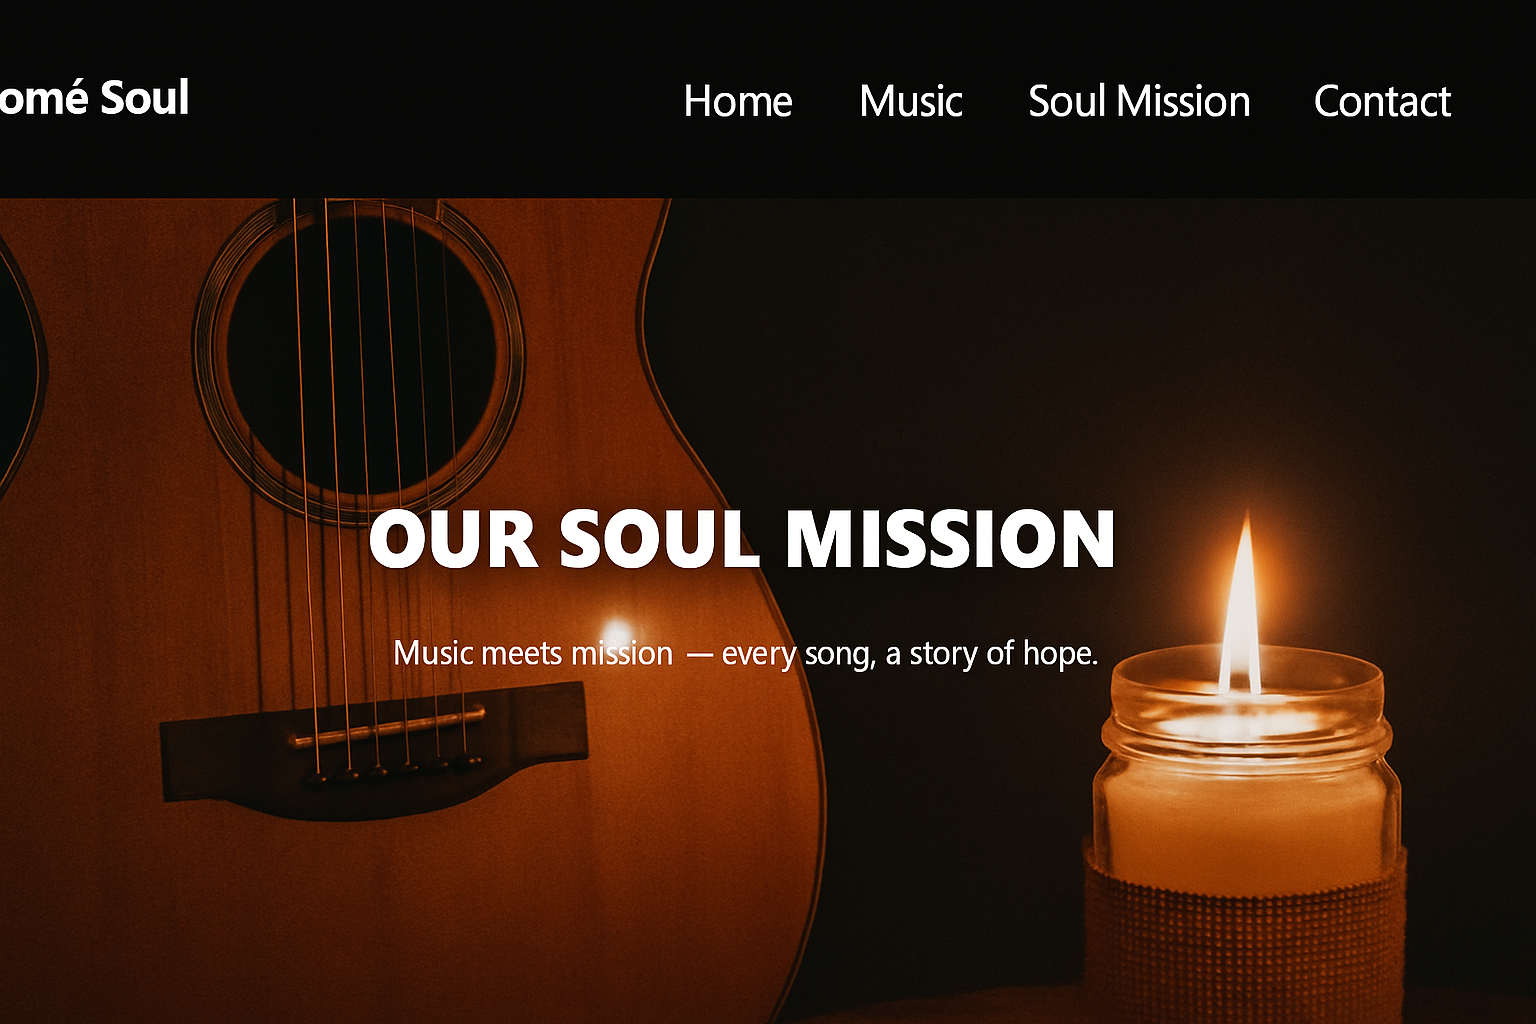 omé Soul
Home Music Soul Mission Contact
OUR SOUL MISSION
Music meets mission — every song, a story of hope.